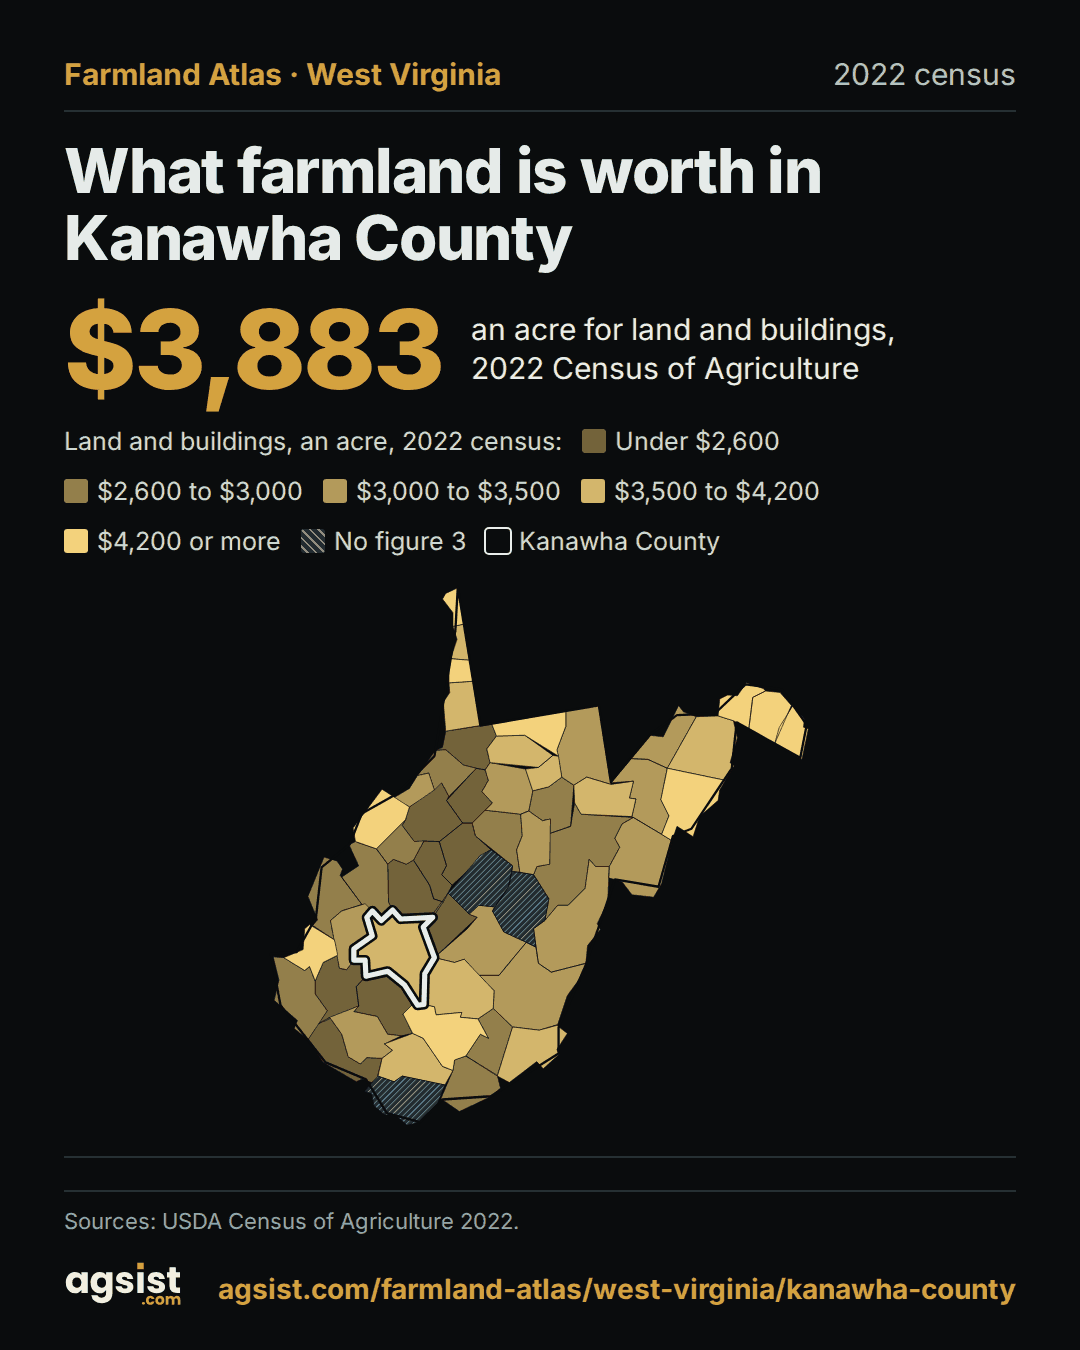 Farmland Atlas · West Virginia
2022 census
What farmland is worth in
Kanawha County
$3,883
an acre for land and buildings,
2022 Census of Agriculture
Land and buildings, an acre, 2022 census: Under $2,600
$2,600 to $3,000 $3,000 to $3,500 $3,500 to $4,200
$4,200 or more No figure 3 Kanawha County
Sources: USDA Census of Agriculture 2022.
agsist
.com
agsist.com/farmland-atlas/west-virginia/kanawha-county